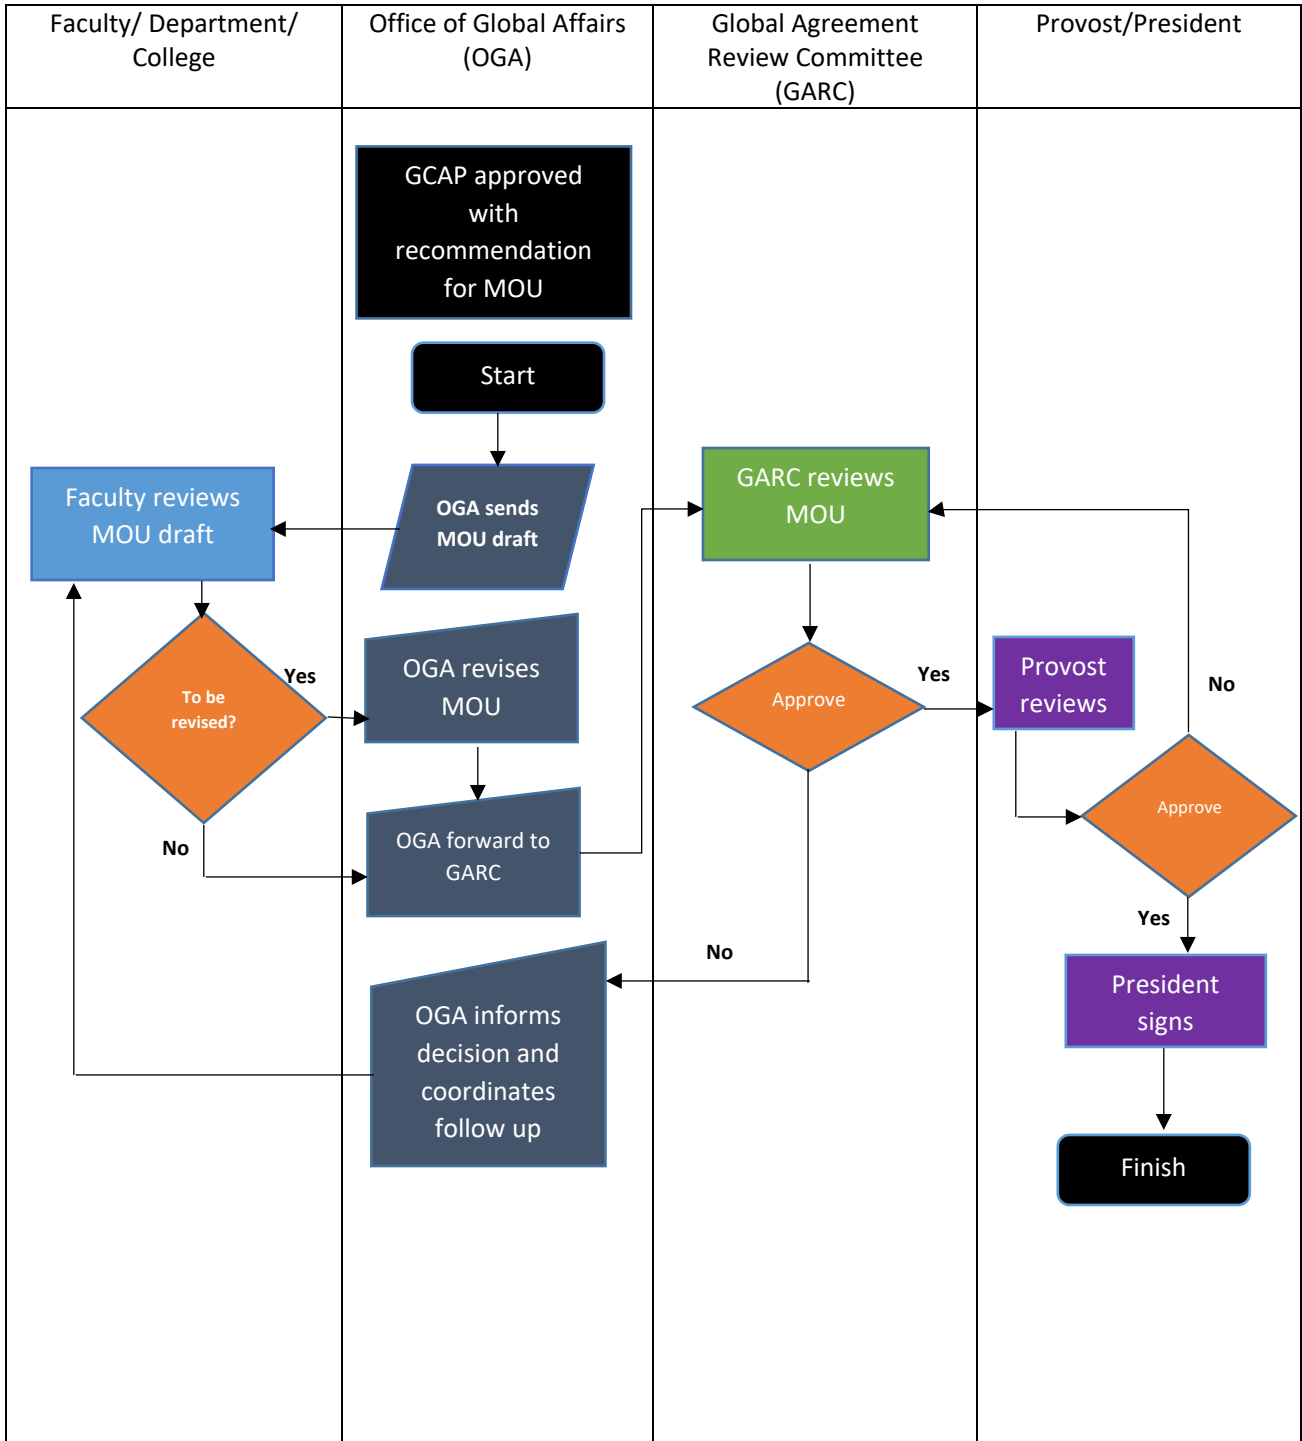 Faculty/ Department/
College
Office of Global Affairs
(OGA)
Global Agreement
Review Committee
(GARC)
Provost/President
GCAP approved
with
recommendation
for MOU
Start
OGA sends
MOU draft
Faculty reviews
MOU draft
GARC reviews
MOU
To be
revised?
Yes
OGA revises
MOU
Approve
Yes
Provost
reviews
No
Approve
No
OGA forward to
GARC
Yes
No
President
signs
OGA informs
decision and
coordinates
follow up
Finish